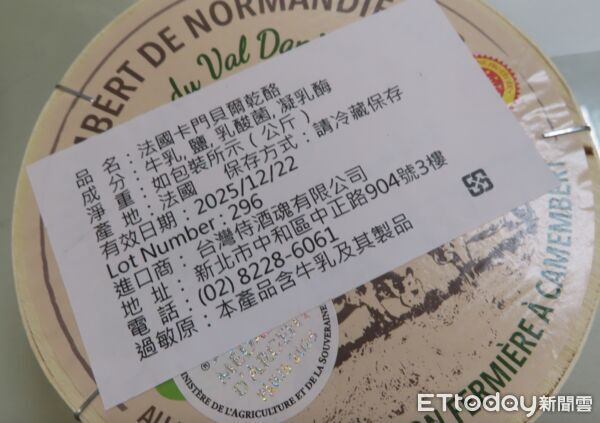 CAMEMBERT DE NORMANDIE
du Val
品　名：法國卡門貝爾乾酪
成　分：牛乳, 鹽, 乳酸菌, 凝乳酶
淨　重：如包裝所示（公斤）
產　地：法國　保存方式：請冷藏保存
有效日期：2025/12/22
Lot Number：296
進口商：台灣侍酒魂有限公司
地　址：新北市中和區中正路904號3樓
電　話：(02) 8228-6061
過敏原：本產品含牛乳及其製品
FERMIÈRE À CAMEMBERT
D'AGRI
MINISTÈRE DE L'AGRICULTURE ET DE LA SOUVERAINE
AU
ETtoday新聞雲